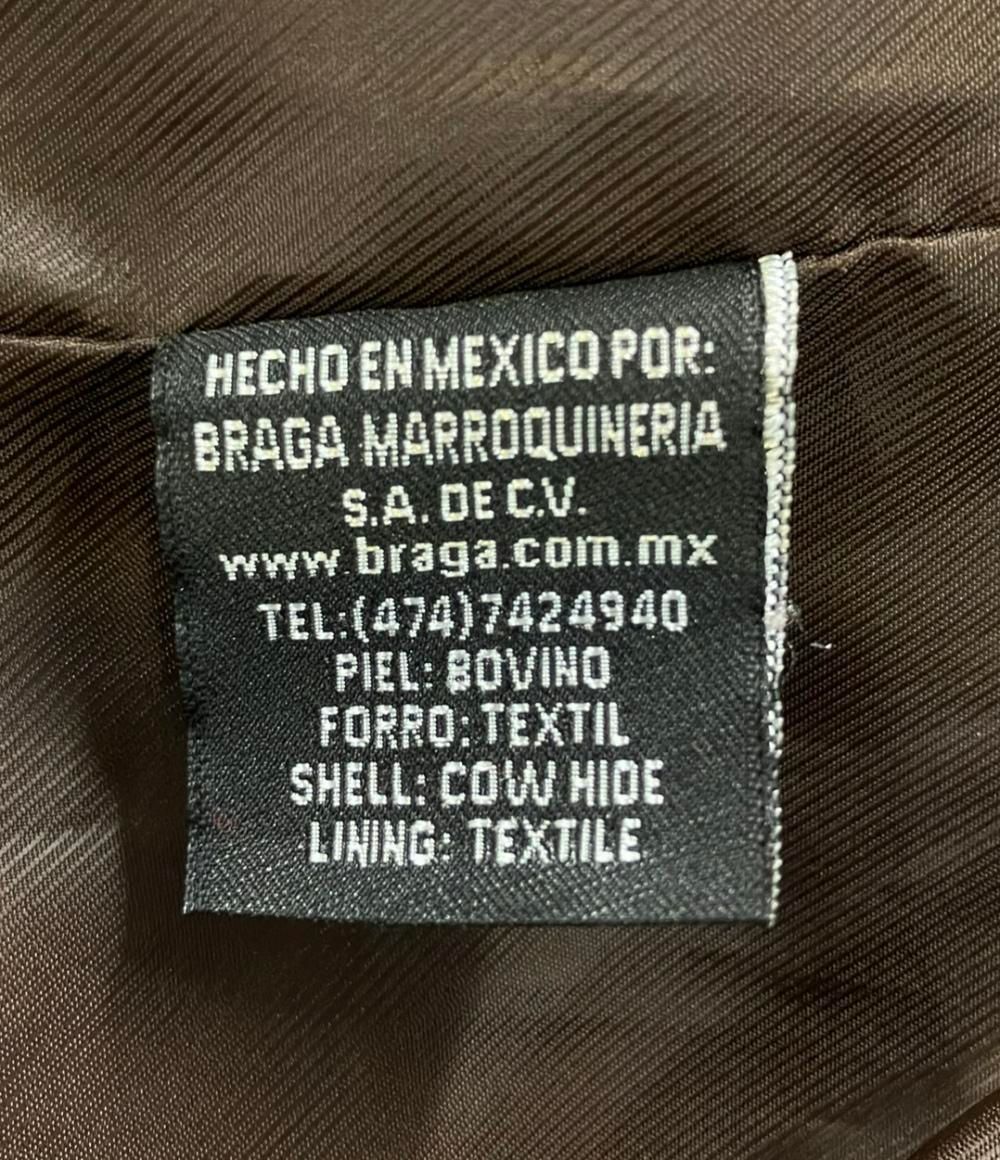 HECHO EN MEXICO POR:
BRAGA MARROQUINERIA
S.A. DE C.V.
www.braga.com.mx
TEL:(474)7424940
PIEL: BOVINO
FORRO: TEXTIL
SHELL: COW HIDE
LINING: TEXTILE